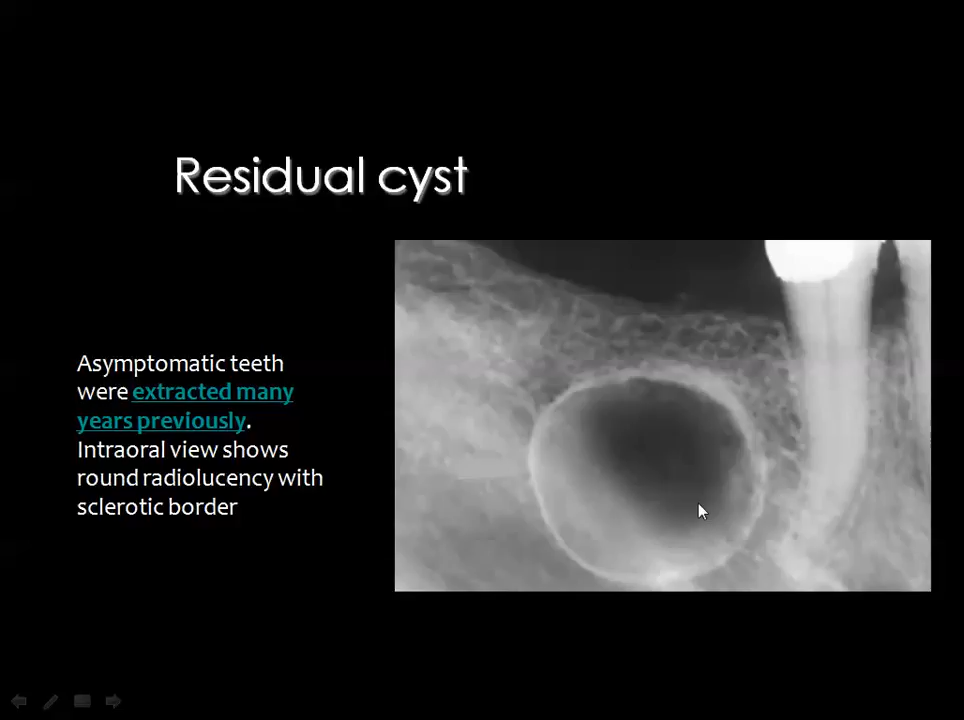 Residual cyst
Asymptomatic teeth
were extracted many
years previously.
Intraoral view shows
round radiolucency with
sclerotic border